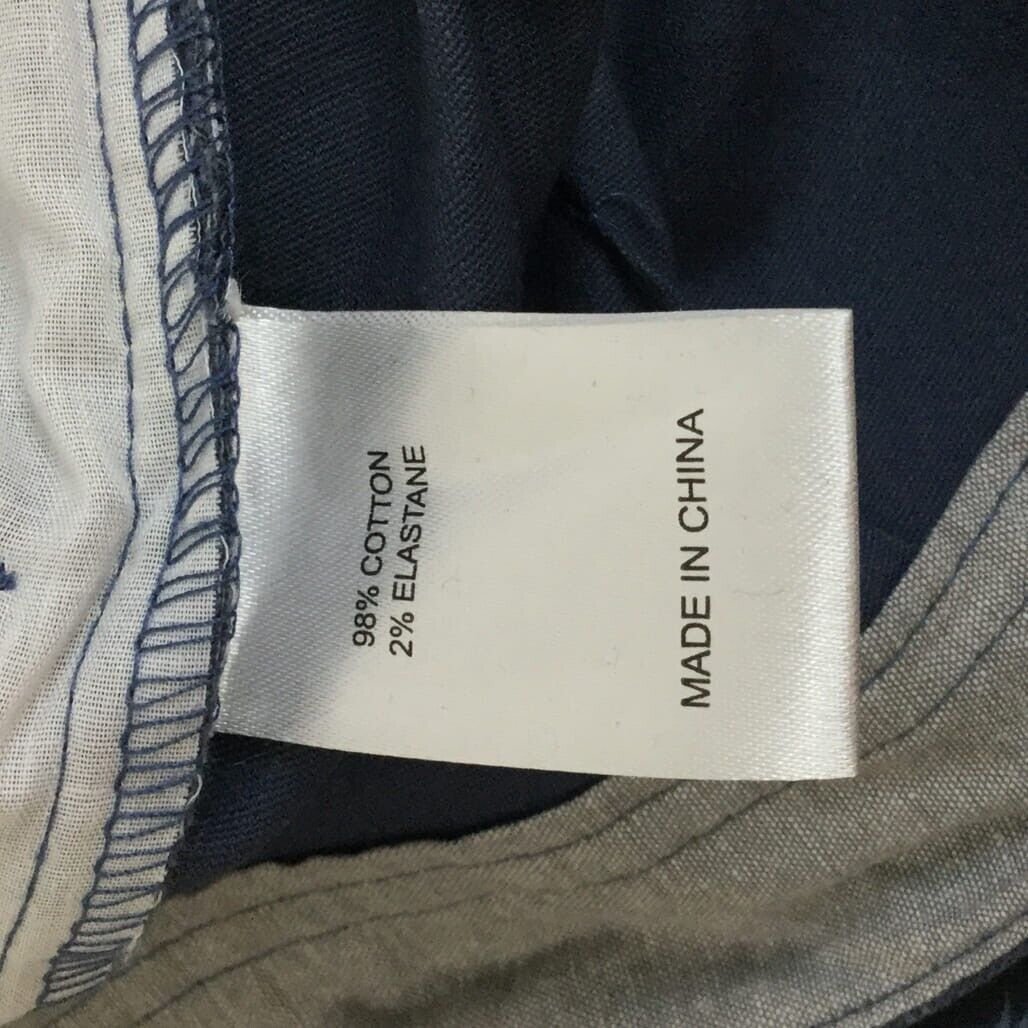 98% COTTON
2% ELASTANE
MADE IN CHINA